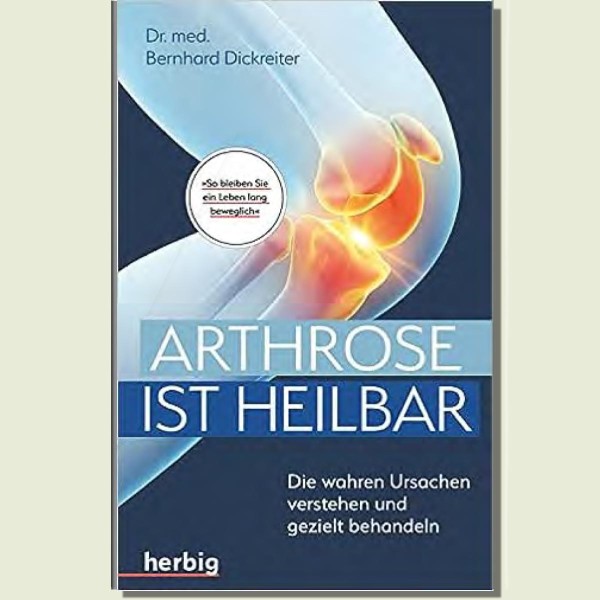 Dr. med.
Bernhard Dickreiter
»So bleiben Sie
ein Leben lang
beweglich«
ARTHROSE
IST HEILBAR
Die wahren Ursachen
verstehen und
gezielt behandeln
herbig